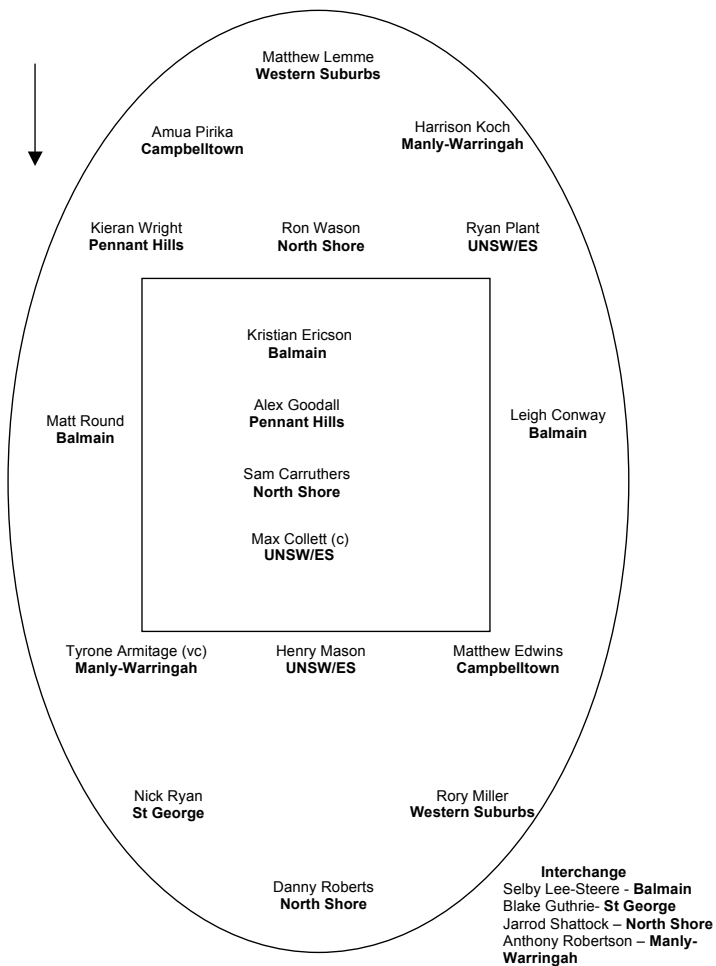 Matthew Lemme
Western Suburbs
Amua Pirika
Campbelltown
Harrison Koch
Manly-Warringah
Kieran Wright
Pennant Hills
Ron Wason
North Shore
Ryan Plant
UNSW/ES
Kristian Ericson
Balmain
Matt Round
Balmain
Alex Goodall
Pennant Hills
Leigh Conway
Balmain
Sam Carruthers
North Shore
Max Collett (c)
UNSW/ES
Tyrone Armitage (vc)
Manly-Warringah
Henry Mason
UNSW/ES
Matthew Edwins
Campbelltown
Nick Ryan
St George
Rory Miller
Western Suburbs
Danny Roberts
North Shore
Interchange
Selby Lee-Steere - Balmain
Blake Guthrie- St George
Jarrod Shattock – North Shore
Anthony Robertson – Manly-
Warringah